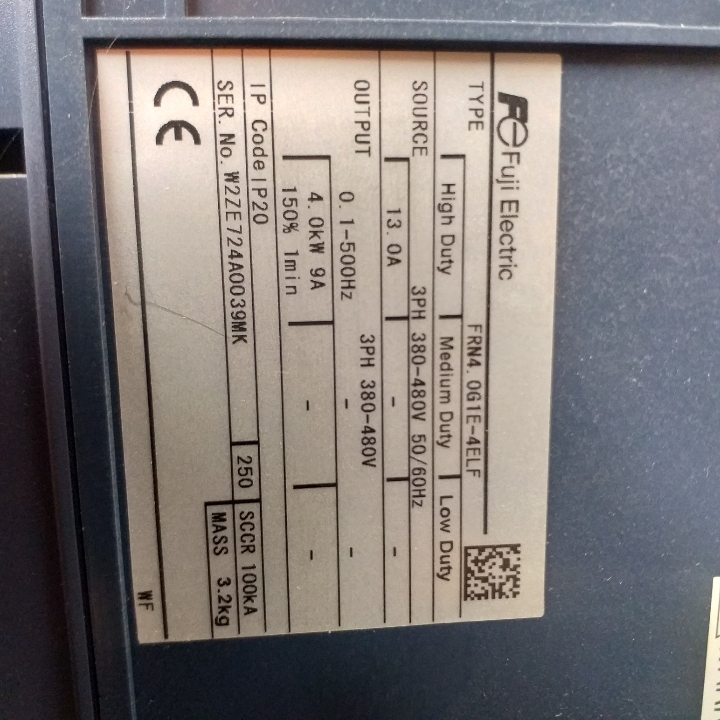 Fe Fuji Electric
TYPE FRN4.0G1E-4ELF
High Duty Medium Duty Low Duty
SOURCE 3PH 380-480V 50/60Hz
13.0A - -
OUTPUT 3PH 380-480V
0.1-500Hz - -
4.0kW 9A - -
150% 1min
IP Code IP20 250 SCCR 100kA
SER. No. W2ZE724A0039MK MASS 3.2kg
CE
WF